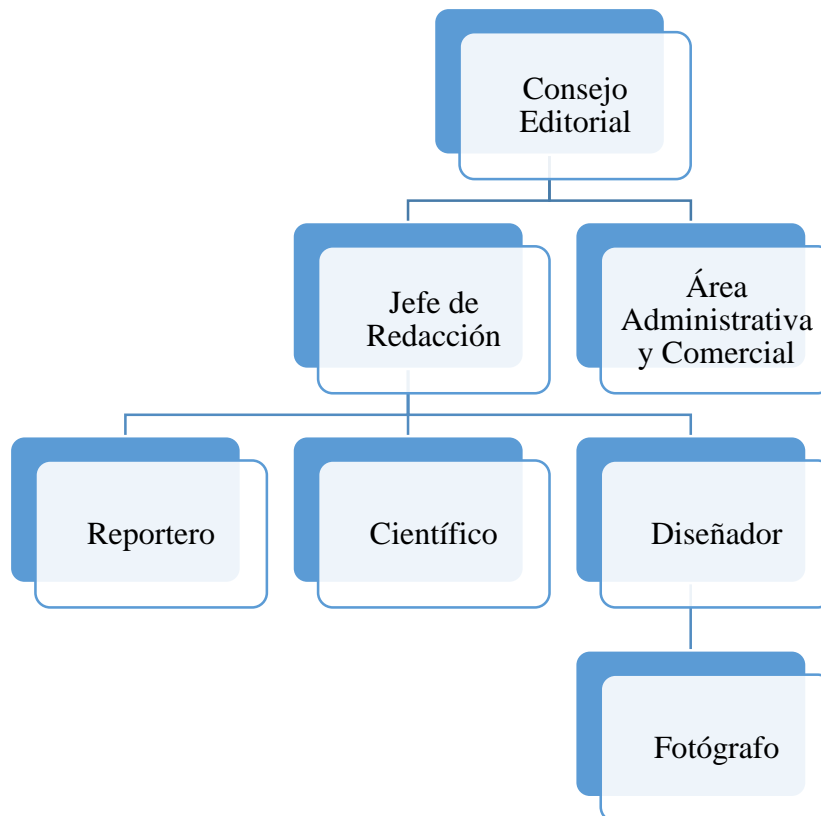 Consejo
Editorial
Jefe de
Redacción
Área
Administrativa
y Comercial
Reportero
Científico
Diseñador
Fotógrafo